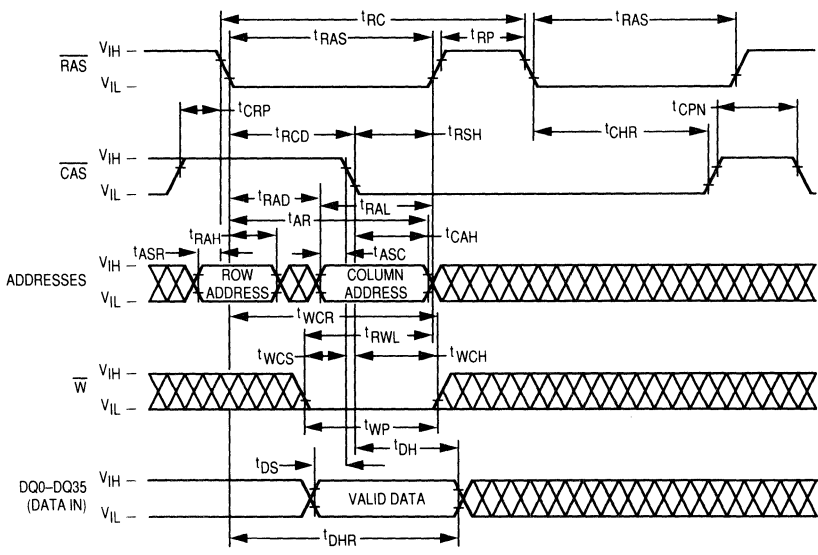 tRC
tRAS
tRP
tRAS
RAS
VIH –
VIL –
tCRP
tRCD
tRSH
tCHR
tCPN
CAS
VIH –
VIL –
tRAD
tRAL
tAR
tRAH
tCAH
tASR
tASC
ADDRESSES
VIH –
VIL –
ROW
ADDRESS
COLUMN
ADDRESS
tWCR
tRWL
tWCS
tWCH
W
VIH –
VIL –
tWP
tDH
tDS
DQ0–DQ35
(DATA IN)
VIH –
VIL –
VALID DATA
tDHR